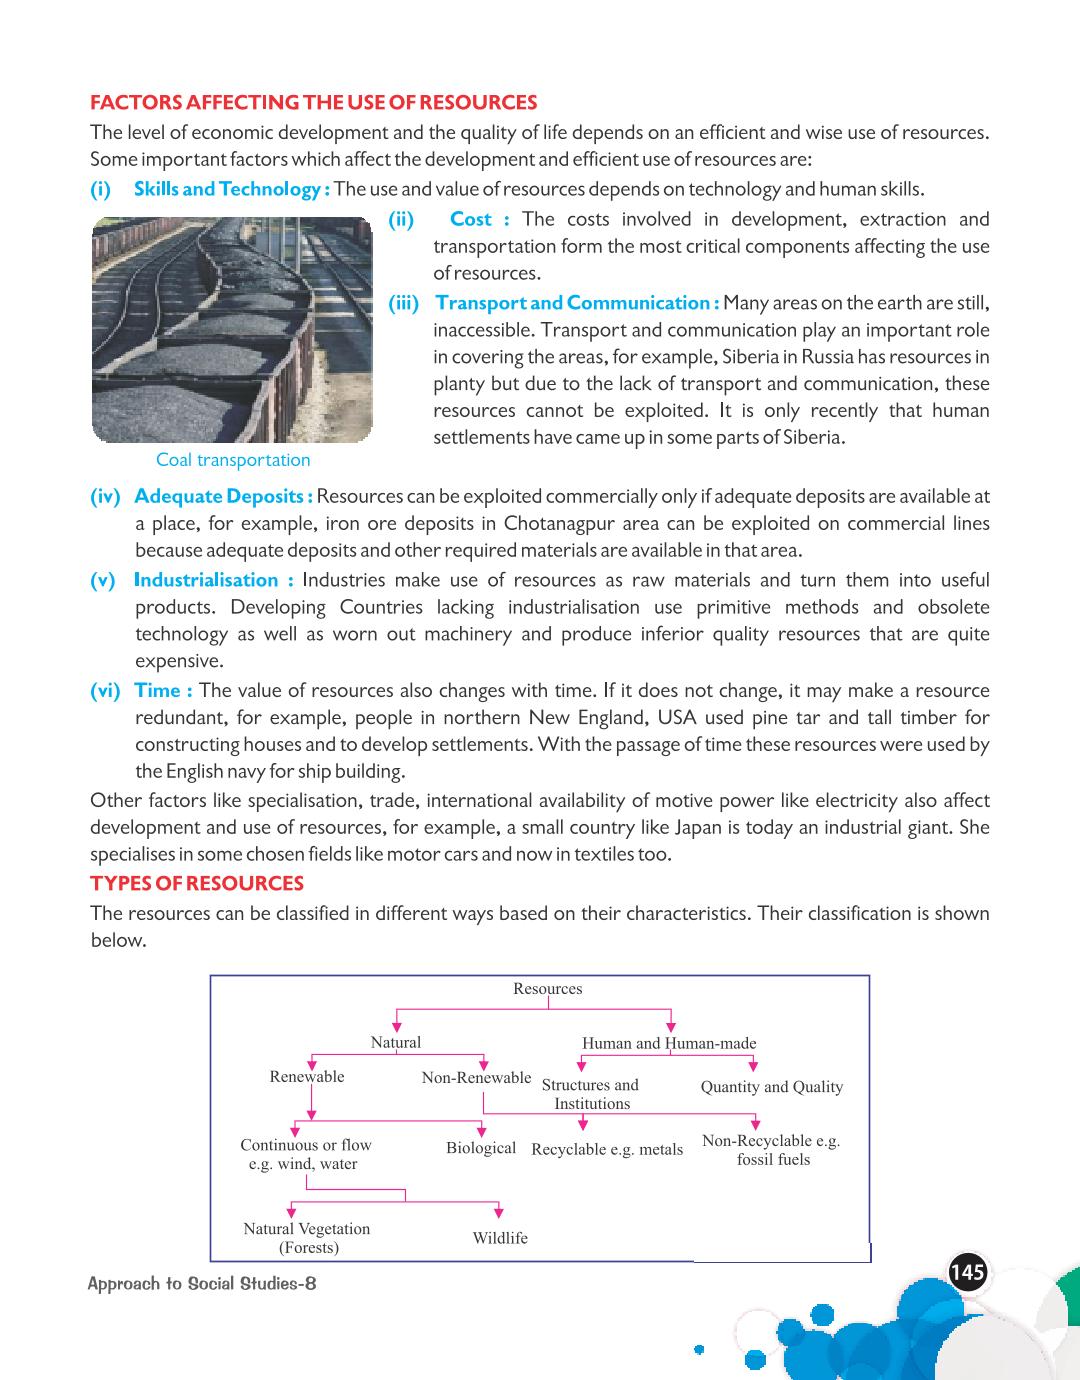 FACTORS AFFECTING THE USE OF RESOURCES
The level of economic development and the quality of life depends on an efficient and wise use of resources.
Some important factors which affect the development and efficient use of resources are:
(i) Skills and Technology : The use and value of resources depends on technology and human skills.
(ii) Cost : The costs involved in development, extraction and
transportation form the most critical components affecting the use
of resources.
(iii) Transport and Communication : Many areas on the earth are still,
inaccessible. Transport and communication play an important role
in covering the areas, for example, Siberia in Russia has resources in
planty but due to the lack of transport and communication, these
resources cannot be exploited. It is only recently that human
settlements have came up in some parts of Siberia.
Coal transportation
(iv) Adequate Deposits : Resources can be exploited commercially only if adequate deposits are available at
a place, for example, iron ore deposits in Chotanagpur area can be exploited on commercial lines
because adequate deposits and other required materials are available in that area.
(v) Industrialisation : Industries make use of resources as raw materials and turn them into useful
products. Developing Countries lacking industrialisation use primitive methods and obsolete
technology as well as worn out machinery and produce inferior quality resources that are quite
expensive.
(vi) Time : The value of resources also changes with time. If it does not change, it may make a resource
redundant, for example, people in northern New England, USA used pine tar and tall timber for
constructing houses and to develop settlements. With the passage of time these resources were used by
the English navy for ship building.
Other factors like specialisation, trade, international availability of motive power like electricity also affect
development and use of resources, for example, a small country like Japan is today an industrial giant. She
specialises in some chosen fields like motor cars and now in textiles too.
TYPES OF RESOURCES
The resources can be classified in different ways based on their characteristics. Their classification is shown
below.
Resources
Natural
Human and Human-made
Renewable
Non-Renewable
Structures and
Institutions
Quantity and Quality
Continuous or flow
e.g. wind, water
Biological
Recyclable e.g. metals
Non-Recyclable e.g.
fossil fuels
Natural Vegetation
(Forests)
Wildlife
Approach to Social Studies-8
145